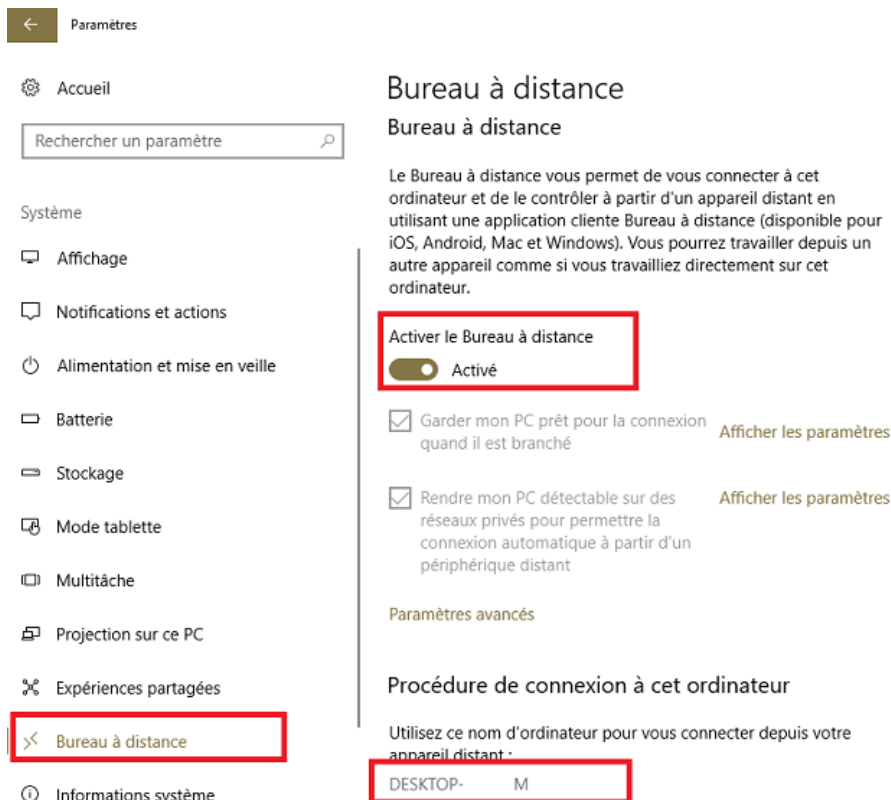 Paramètres
Accueil
Rechercher un paramètre
Système
Affichage
Notifications et actions
Alimentation et mise en veille
Batterie
Stockage
Mode tablette
Multitâche
Projection sur ce PC
Expériences partagées
Bureau à distance
Informations système
Bureau à distance
Bureau à distance
Le Bureau à distance vous permet de vous connecter à cet
ordinateur et de le contrôler à partir d'un appareil distant en
utilisant une application cliente Bureau à distance (disponible pour
iOS, Android, Mac et Windows). Vous pourrez travailler depuis un
autre appareil comme si vous travailliez directement sur cet
ordinateur.
Activer le Bureau à distance
Activé
Garder mon PC prêt pour la connexion
quand il est branché
Afficher les paramètres
Rendre mon PC détectable sur des
réseaux privés pour permettre la
connexion automatique à partir d'un
périphérique distant
Afficher les paramètres
Paramètres avancés
Procédure de connexion à cet ordinateur
Utilisez ce nom d'ordinateur pour vous connecter depuis votre
appareil distant :
DESKTOP- M